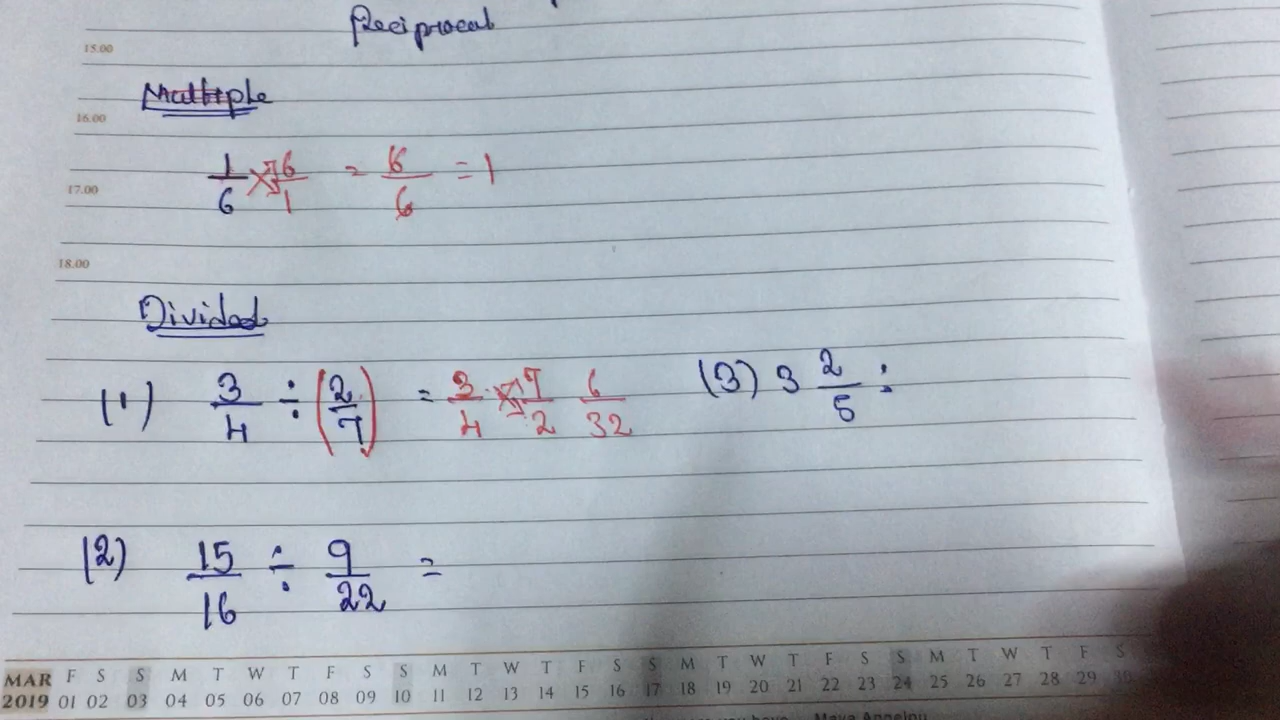 Reciprocal
15.00
Multiple
16.00
1/6 × 6/1 = 6/6 = 1
17.00
18.00
Divided
(1) 3/4 ÷ (2/7) = 3/4 × 7/2 6/32
(3) 3 2/5 :
(2) 15/16 ÷ 9/22 =
MAR F S S M T W T F S S M T W T F S S M T W T F S S M T W T F S
2019 01 02 03 04 05 06 07 08 09 10 11 12 13 14 15 16 17 18 19 20 21 22 23 24 25 26 27 28 29 30
Maya Angelou